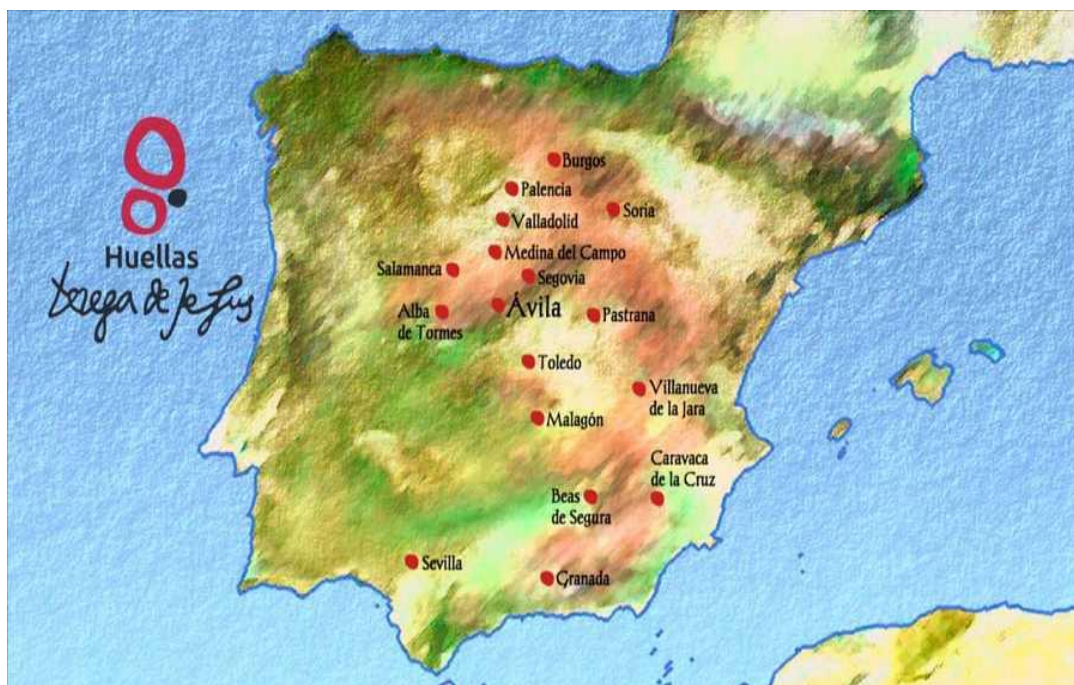 Burgos
Palencia
Soria
Valladolid
Huellas
Teresa de Jesus
Medina del Campo
Salamanca
Segovia
Ávila
Alba
de Tormes
Pastrana
Toledo
Villanueva
de la Jara
Malagón
Caravaca
de la Cruz
Beas
de Segura
Sevilla
Granada